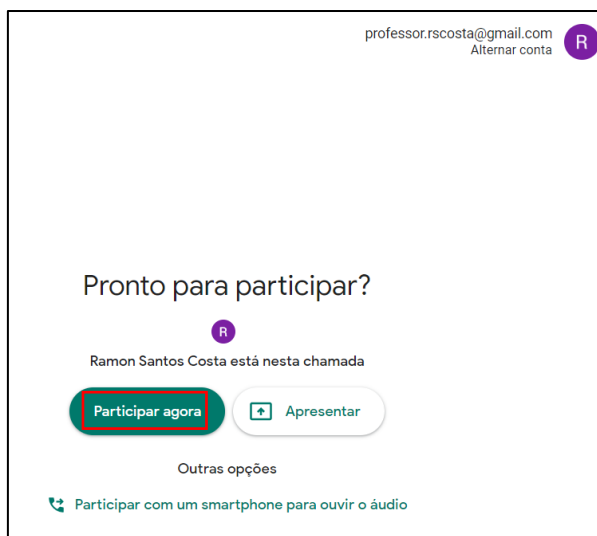 professor.rscosta@gmail.com
Alternar conta
R
Pronto para participar?
R
Ramon Santos Costa está nesta chamada
Participar agora
Apresentar
Outras opções
Participar com um smartphone para ouvir o áudio